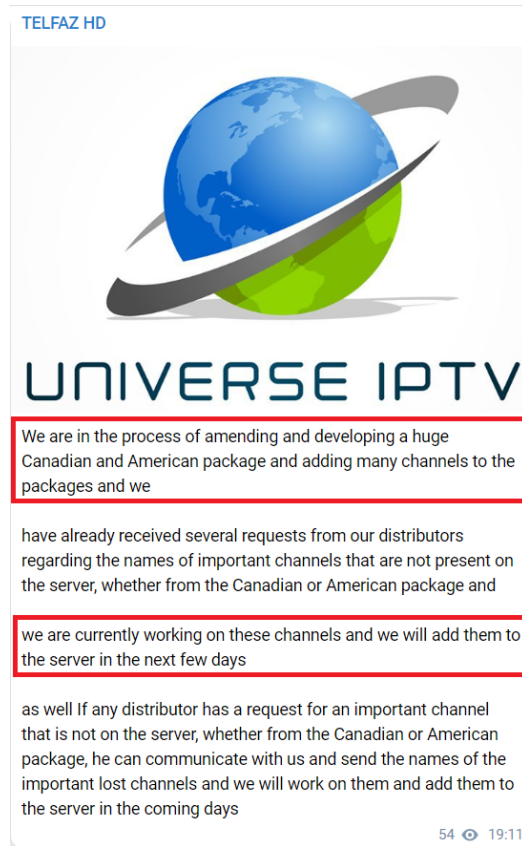 TELFAZ HD
UNIVERSE IPTV
We are in the process of amending and developing a huge
Canadian and American package and adding many channels to the
packages and we
have already received several requests from our distributors
regarding the names of important channels that are not present on
the server, whether from the Canadian or American package and
we are currently working on these channels and we will add them to
the server in the next few days
as well If any distributor has a request for an important channel
that is not on the server, whether from the Canadian or American
package, he can communicate with us and send the names of the
important lost channels and we will work on them and add them to
the server in the coming days
54 19:11